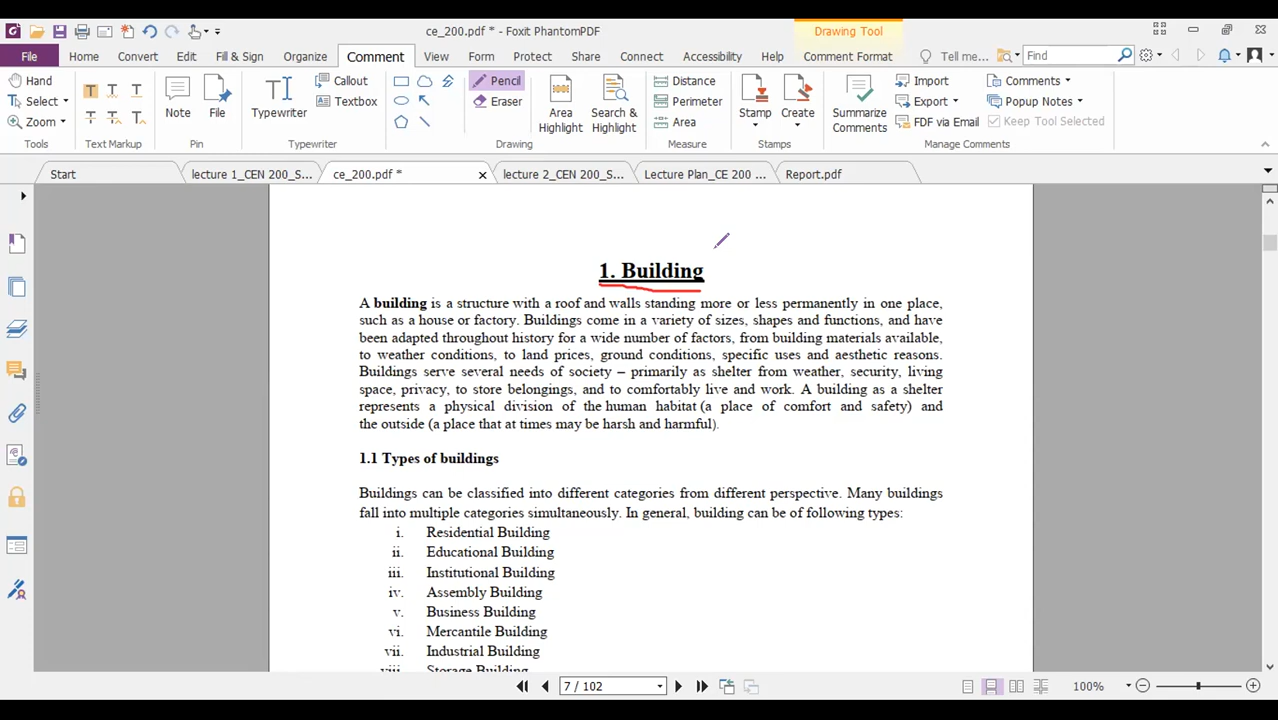 ce_200.pdf * - Foxit PhantomPDF
Drawing Tool
File Home Convert Edit Fill & Sign Organize Comment View Form Protect Share Connect Accessibility Help Comment Format Tell me... Find
Hand
Select
Zoom
Tools
Text Markup
Note
File
Pin
Typewriter
Callout
Textbox
Typewriter
Pencil
Eraser
Area Highlight
Search & Highlight
Drawing
Distance
Perimeter
Area
Measure
Stamp
Create
Stamps
Summarize Comments
Import
Export
FDF via Email
Comments
Popup Notes
Keep Tool Selected
Manage Comments
Start
lecture 1_CEN 200_S...
ce_200.pdf *
lecture 2_CEN 200_S...
Lecture Plan_CE 200 ...
Report.pdf
1. Building
A building is a structure with a roof and walls standing more or less permanently in one place,
such as a house or factory. Buildings come in a variety of sizes, shapes and functions, and have
been adapted throughout history for a wide number of factors, from building materials available,
to weather conditions, to land prices, ground conditions, specific uses and aesthetic reasons.
Buildings serve several needs of society – primarily as shelter from weather, security, living
space, privacy, to store belongings, and to comfortably live and work. A building as a shelter
represents a physical division of the human habitat (a place of comfort and safety) and
the outside (a place that at times may be harsh and harmful).
1.1 Types of buildings
Buildings can be classified into different categories from different perspective. Many buildings
fall into multiple categories simultaneously. In general, building can be of following types:
i. Residential Building
ii. Educational Building
iii. Institutional Building
iv. Assembly Building
v. Business Building
vi. Mercantile Building
vii. Industrial Building
viii. Storage Building
7 / 102
100%